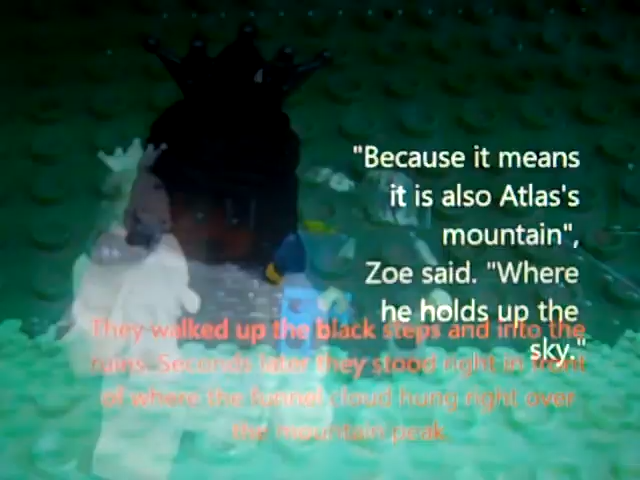 "Because it means
it is also Atlas's
mountain",
Zoe said. "Where
he holds up the
sky."
They walked up the black steps and into the
ruins. Seconds later they stood right in front
of where the funnel cloud hung right over
the mountain peak.